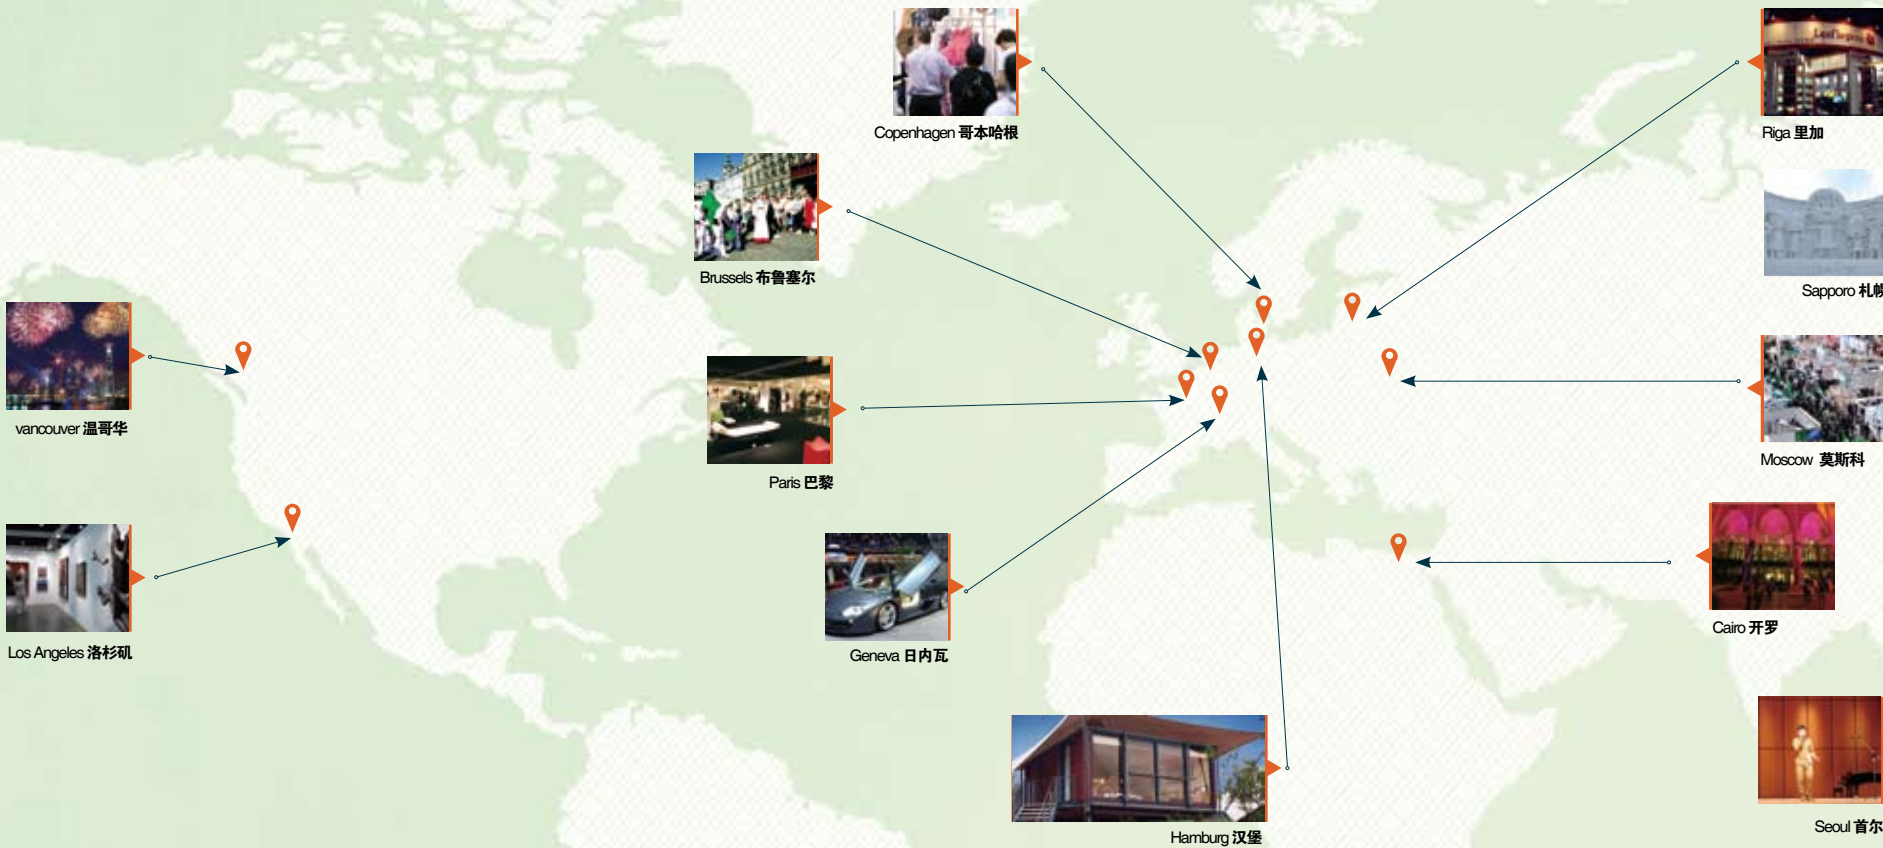 Copenhagen 哥本哈根
Riga 里加
Brussels 布鲁塞尔
Sapporo 札幌
vancouver 温哥华
Paris 巴黎
Moscow 莫斯科
Los Angeles 洛杉矶
Geneva 日内瓦
Cairo 开罗
Hamburg 汉堡
Seoul 首尔